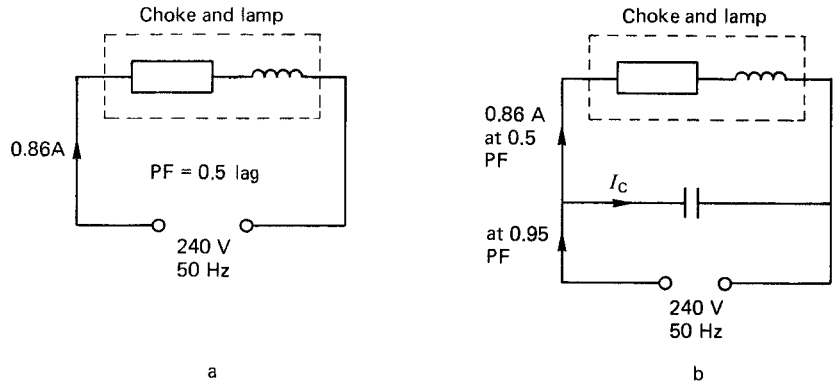 Choke and lamp
0.86A
PF = 0.5 lag
240 V
50 Hz
a
Choke and lamp
0.86 A
at 0.5
PF
I_C
at 0.95
PF
240 V
50 Hz
b